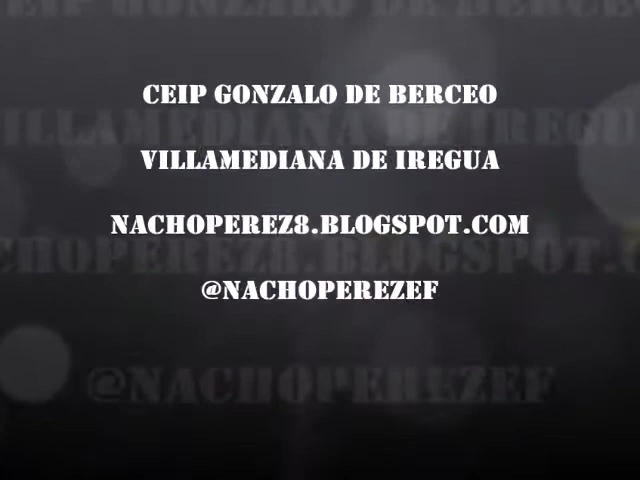 CEIP GONZALO DE BERCEO
VILLAMEDIANA DE IREGUA
NACHOPEREZ8.BLOGSPOT.COM
@NACHOPEREZEF